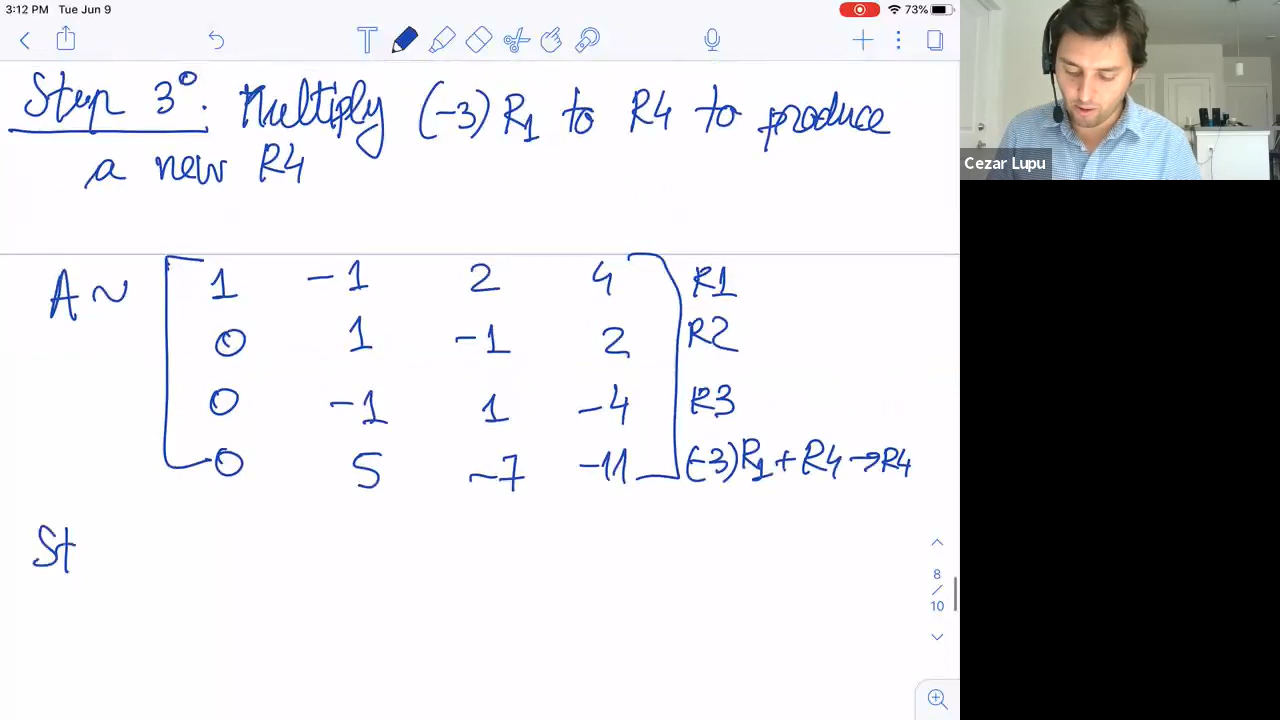 3:12 PM Tue Jun 9
73%
Step 3°: Multiply (-3) R1 to R4 to produce
a new R4
Cezar Lupu
A ~ 1 -1 2 4 R1
0 1 -1 2 R2
0 -1 1 -4 R3
0 5 -7 -11 (-3)R1 + R4 → R4
St
8
/
10